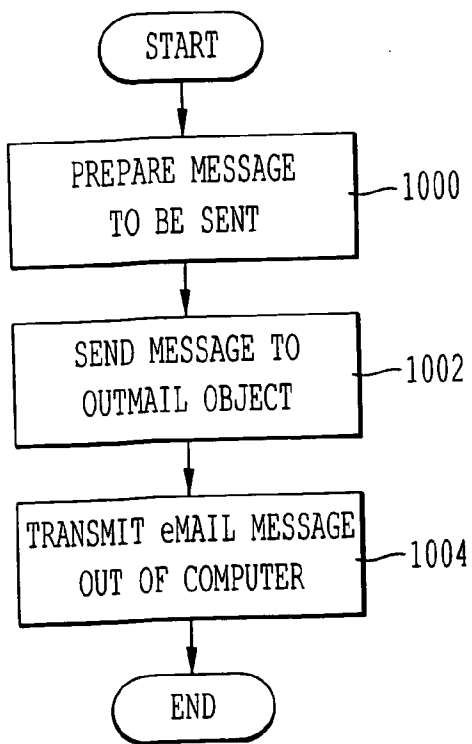 START
PREPARE MESSAGE
TO BE SENT
1000
SEND MESSAGE TO
OUTMAIL OBJECT
1002
TRANSMIT eMAIL MESSAGE
OUT OF COMPUTER
1004
END